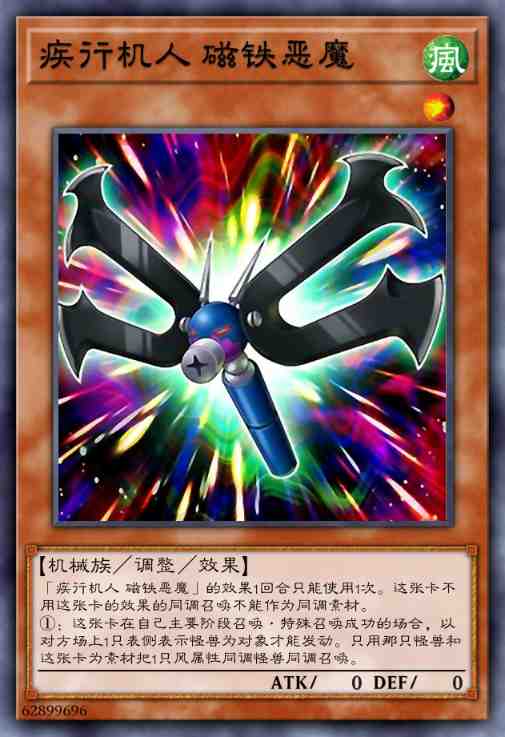 疾行机人 磁铁恶魔
風
【机械族／调整／效果】
「疾行机人 磁铁恶魔」的效果1回合只能使用1次。这张卡不
用这张卡的效果的同调召唤不能作为同调素材。
①：这张卡在自己主要阶段召唤·特殊召唤成功的场合，以
对方场上1只表侧表示怪兽为对象才能发动。只用那只怪兽和
这张卡为素材把1只风属性同调怪兽同调召唤。
ATK/ 0 DEF/ 0
62899696